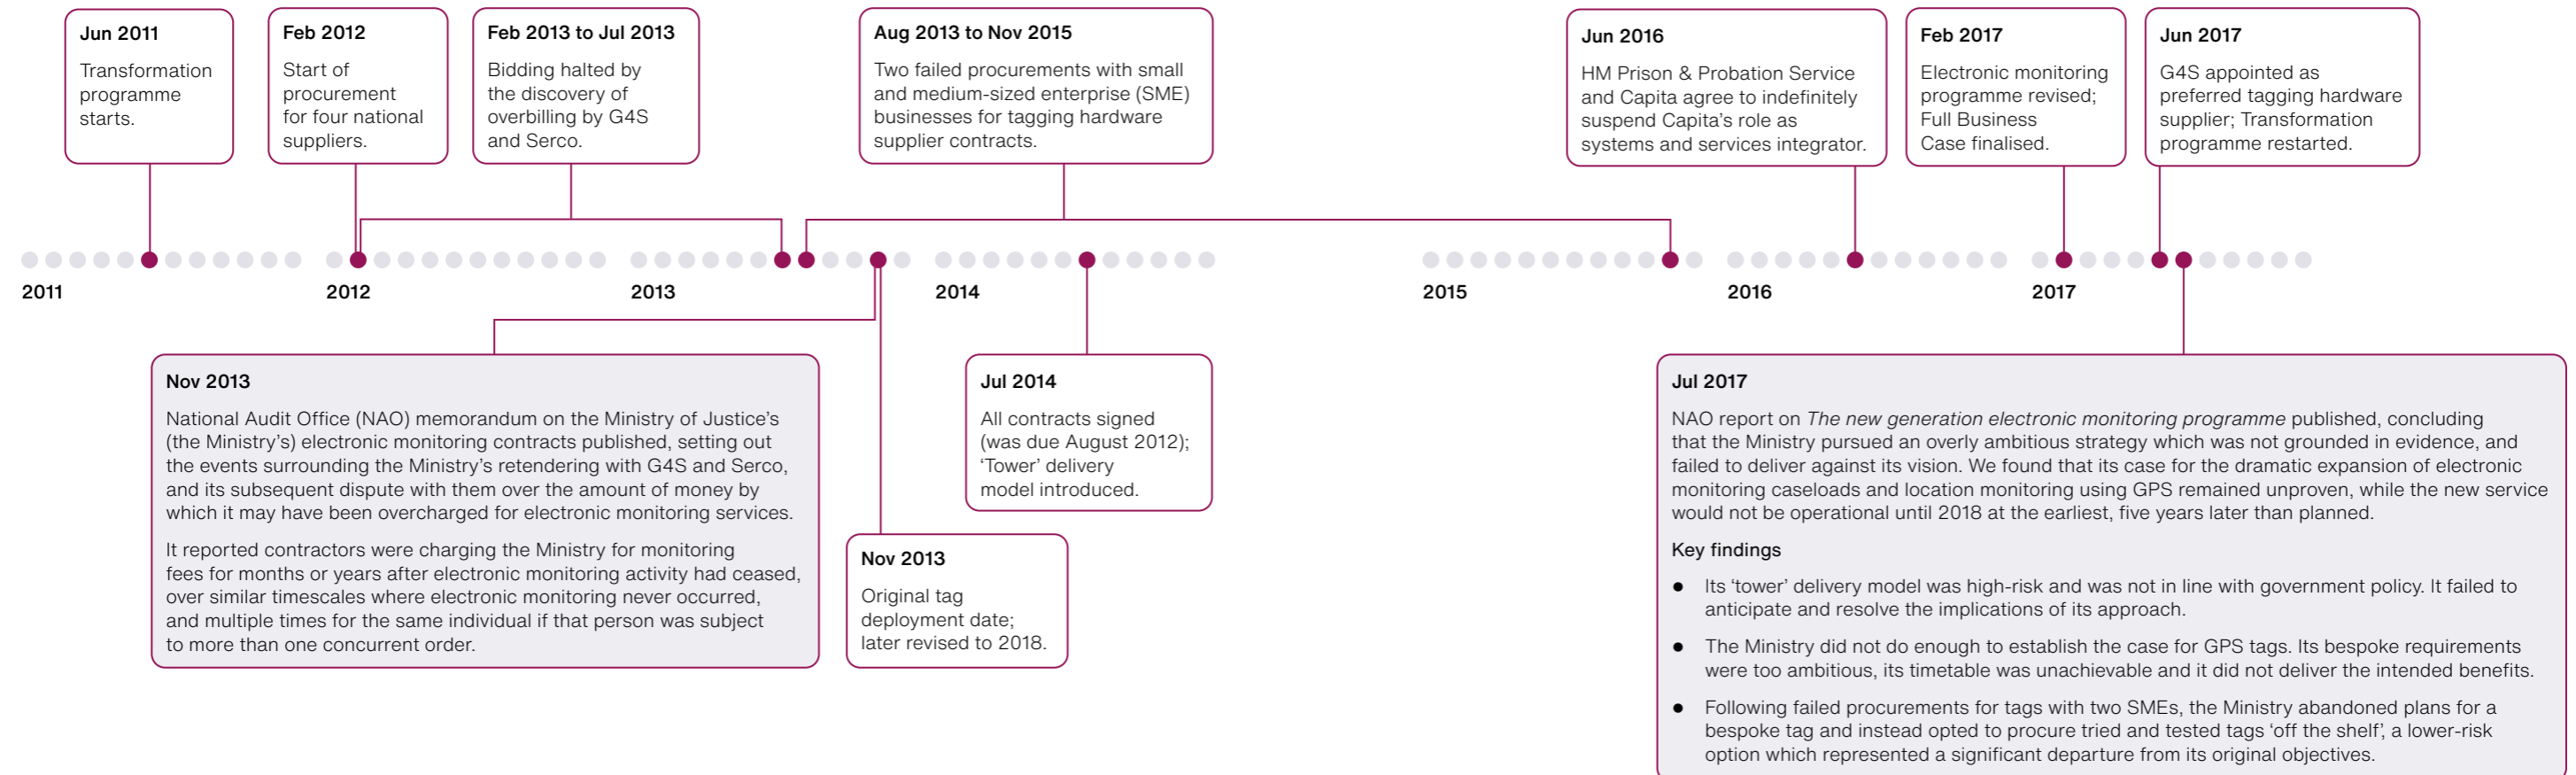 Jun 2011
Transformation
programme
starts.
Feb 2012
Start of
procurement
for four national
suppliers.
Feb 2013 to Jul 2013
Bidding halted by
the discovery of
overbilling by G4S
and Serco.
Aug 2013 to Nov 2015
Two failed procurements with small
and medium-sized enterprise (SME)
businesses for tagging hardware
supplier contracts.
Jun 2016
HM Prison & Probation Service
and Capita agree to indefinitely
suspend Capita’s role as
systems and services integrator.
Feb 2017
Electronic monitoring
programme revised;
Full Business
Case finalised.
Jun 2017
G4S appointed as
preferred tagging hardware
supplier; Transformation
programme restarted.
2011
2012
2013
2014
2015
2016
2017
Nov 2013
National Audit Office (NAO) memorandum on the Ministry of Justice’s
(the Ministry’s) electronic monitoring contracts published, setting out
the events surrounding the Ministry’s retendering with G4S and Serco,
and its subsequent dispute with them over the amount of money by
which it may have been overcharged for electronic monitoring services.
It reported contractors were charging the Ministry for monitoring
fees for months or years after electronic monitoring activity had ceased,
over similar timescales where electronic monitoring never occurred,
and multiple times for the same individual if that person was subject
to more than one concurrent order.
Nov 2013
Original tag
deployment date;
later revised to 2018.
Jul 2014
All contracts signed
(was due August 2012);
‘Tower’ delivery
model introduced.
Jul 2017
NAO report on The new generation electronic monitoring programme published, concluding
that the Ministry pursued an overly ambitious strategy which was not grounded in evidence, and
failed to deliver against its vision. We found that its case for the dramatic expansion of electronic
monitoring caseloads and location monitoring using GPS remained unproven, while the new service
would not be operational until 2018 at the earliest, five years later than planned.
Key findings
● Its ‘tower’ delivery model was high-risk and was not in line with government policy. It failed to
anticipate and resolve the implications of its approach.
● The Ministry did not do enough to establish the case for GPS tags. Its bespoke requirements
were too ambitious, its timetable was unachievable and it did not deliver the intended benefits.
● Following failed procurements for tags with two SMEs, the Ministry abandoned plans for a
bespoke tag and instead opted to procure tried and tested tags ‘off the shelf’, a lower-risk
option which represented a significant departure from its original objectives.